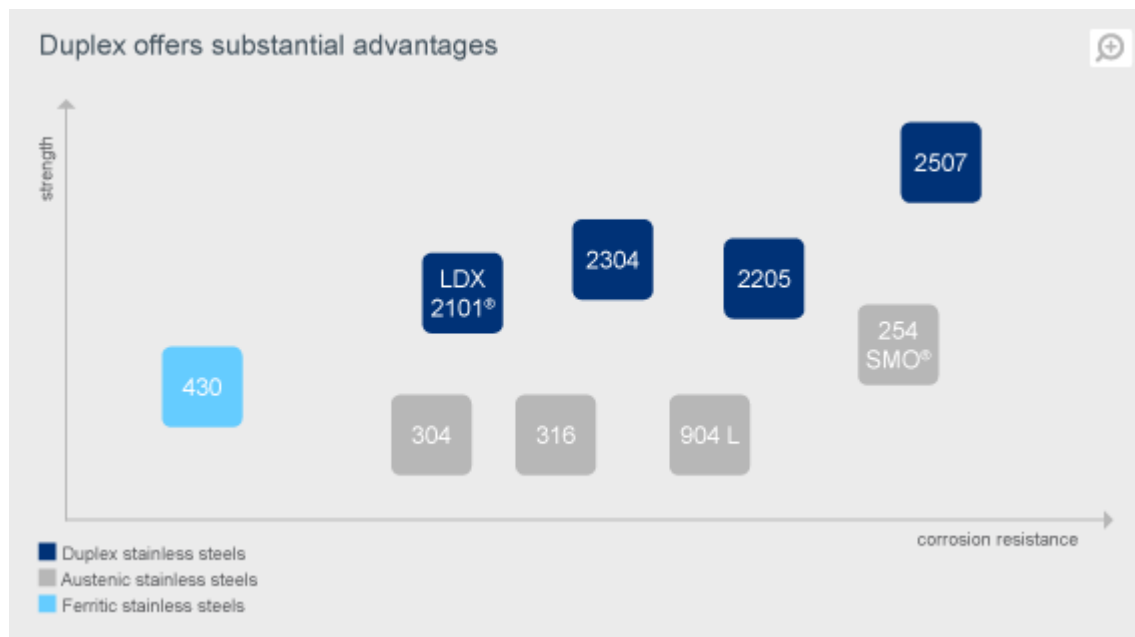 Duplex offers substantial advantages
strength
2507
2304
LDX
2101®
2205
254
SMO®
430
304
316
904 L
corrosion resistance
Duplex stainless steels
Austenic stainless steels
Ferritic stainless steels